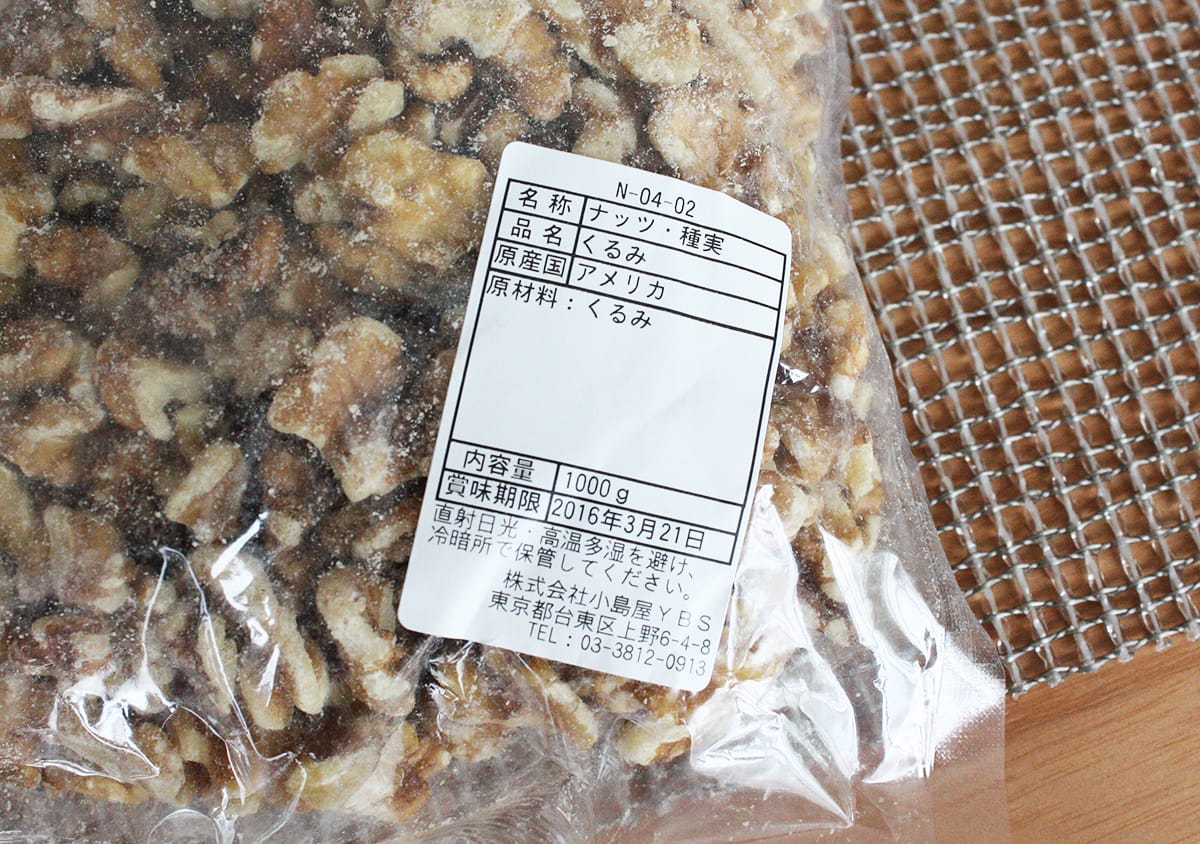 N-04-02
名称 ナッツ・種実
品名 くるみ
原産国 アメリカ
原材料：くるみ
内容量 1000g
賞味期限 2016年3月21日
直射日光・高温多湿を避け、
冷暗所で保管してください。
株式会社小島屋YBS
東京都台東区上野6-4-8
TEL：03-3812-0913